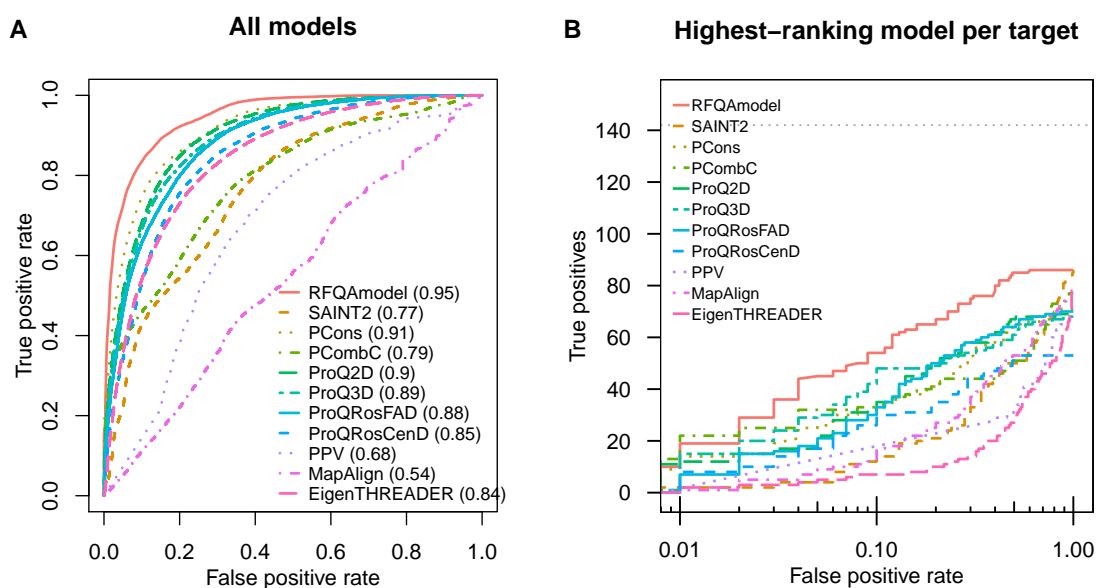 A
All models
True positive rate
1.0
0.8
0.6
0.4
0.2
0.0
RFQAmodel (0.95)
SAINT2 (0.77)
PCons (0.91)
PCombC (0.79)
ProQ2D (0.9)
ProQ3D (0.89)
ProQRosFAD (0.88)
ProQRosCenD (0.85)
PPV (0.68)
MapAlign (0.54)
EigenTHREADER (0.84)
0.0 0.2 0.4 0.6 0.8 1.0
False positive rate
B
Highest−ranking model per target
True positives
140
120
100
80
60
40
20
0
RFQAmodel
SAINT2
PCons
PCombC
ProQ2D
ProQ3D
ProQRosFAD
ProQRosCenD
PPV
MapAlign
EigenTHREADER
0.01 0.10 1.00
False positive rate